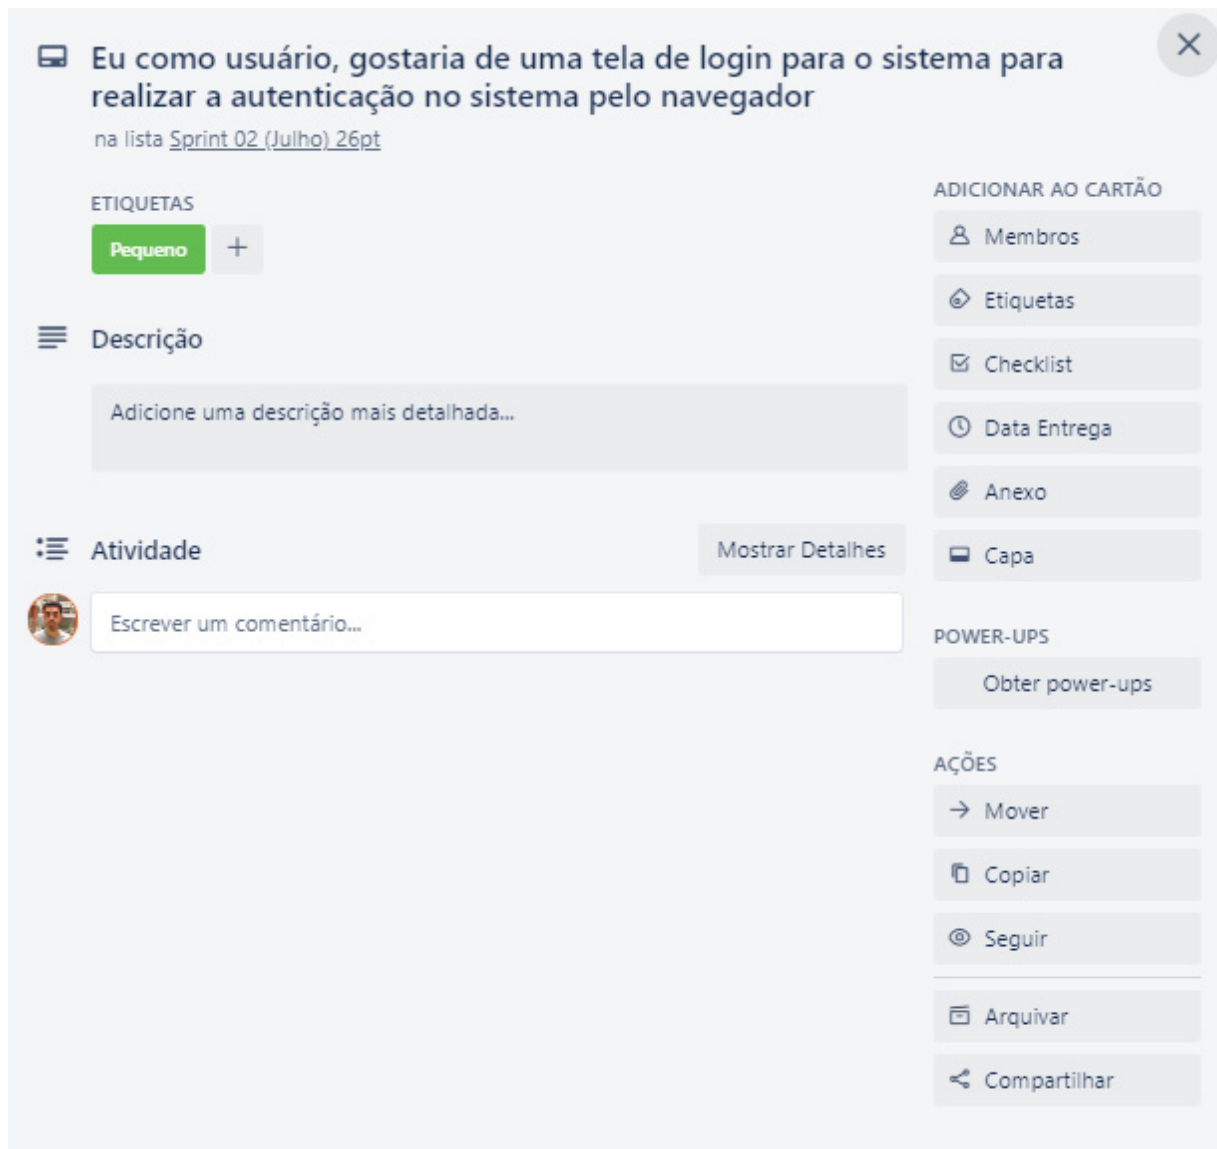 Eu como usuário, gostaria de uma tela de login para o sistema para
realizar a autenticação no sistema pelo navegador
na lista Sprint 02 (Julho) 26pt
ETIQUETAS
Pequeno
Descrição
Adicione uma descrição mais detalhada...
Atividade
Mostrar Detalhes
Escrever um comentário...
ADICIONAR AO CARTÃO
Membros
Etiquetas
Checklist
Data Entrega
Anexo
Capa
POWER-UPS
Obter power-ups
AÇÕES
Mover
Copiar
Seguir
Arquivar
Compartilhar